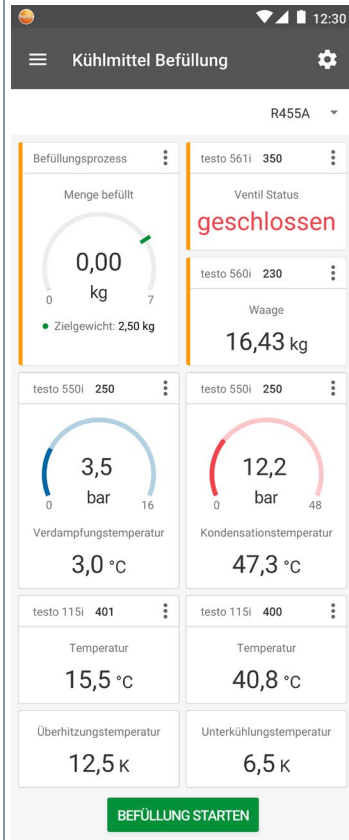 testo
12:30
Kühlmittel Befüllung
R455A
Befüllungsprozess
Menge befüllt
0,00
kg
0 7
Zielgewicht: 2,50 kg
testo 561i 350
Ventil Status
geschlossen
testo 560i 230
Waage
16,43 kg
testo 550i 250
3,5
bar
0 16
Verdampfungstemperatur
3,0 °C
testo 550i 250
12,2
bar
0 48
Kondensationstemperatur
47,3 °C
testo 115i 401
Temperatur
15,5 °C
testo 115i 400
Temperatur
40,8 °C
Überhitzungstemperatur
12,5 K
Unterkühlungstemperatur
6,5 K
BEFÜLLUNG STARTEN